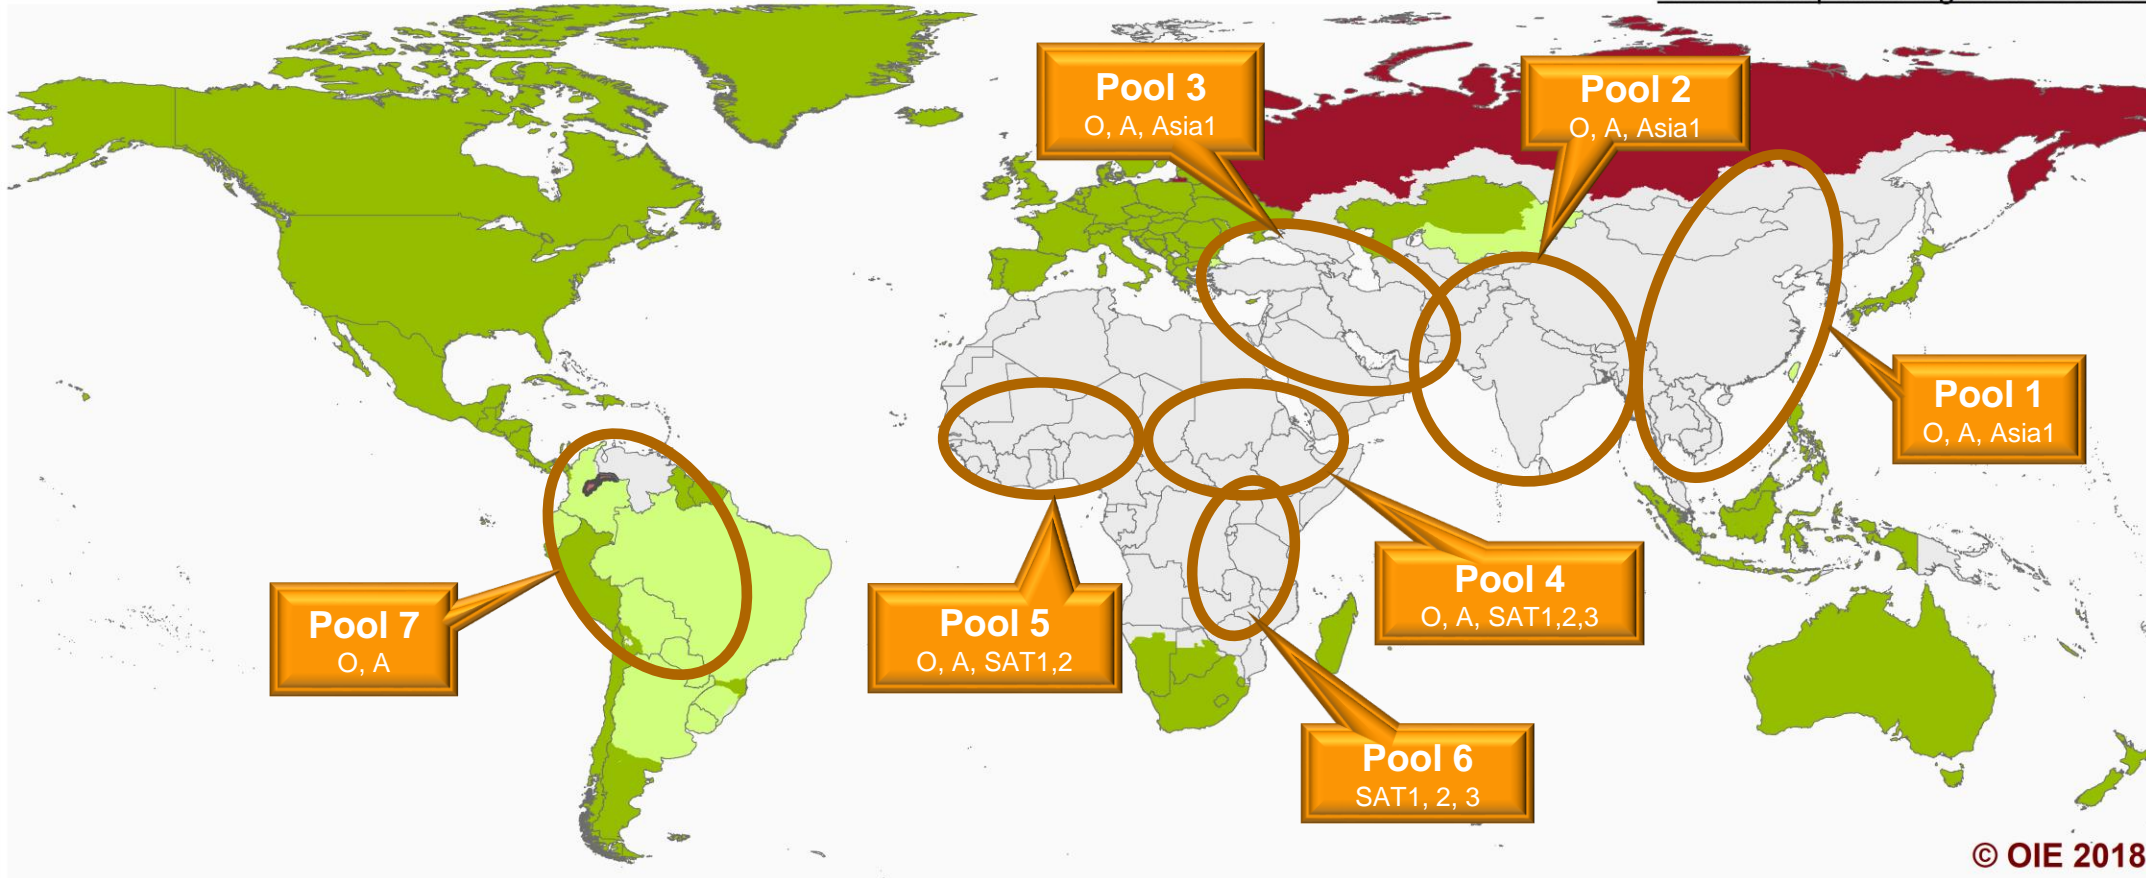 Pool 3
O, A, Asia1
Pool 2
O, A, Asia1
Pool 1
O, A, Asia1
Pool 4
O, A, SAT1,2,3
Pool 5
O, A, SAT1,2
Pool 7
O, A
Pool 6
SAT1, 2, 3
© OIE 2018